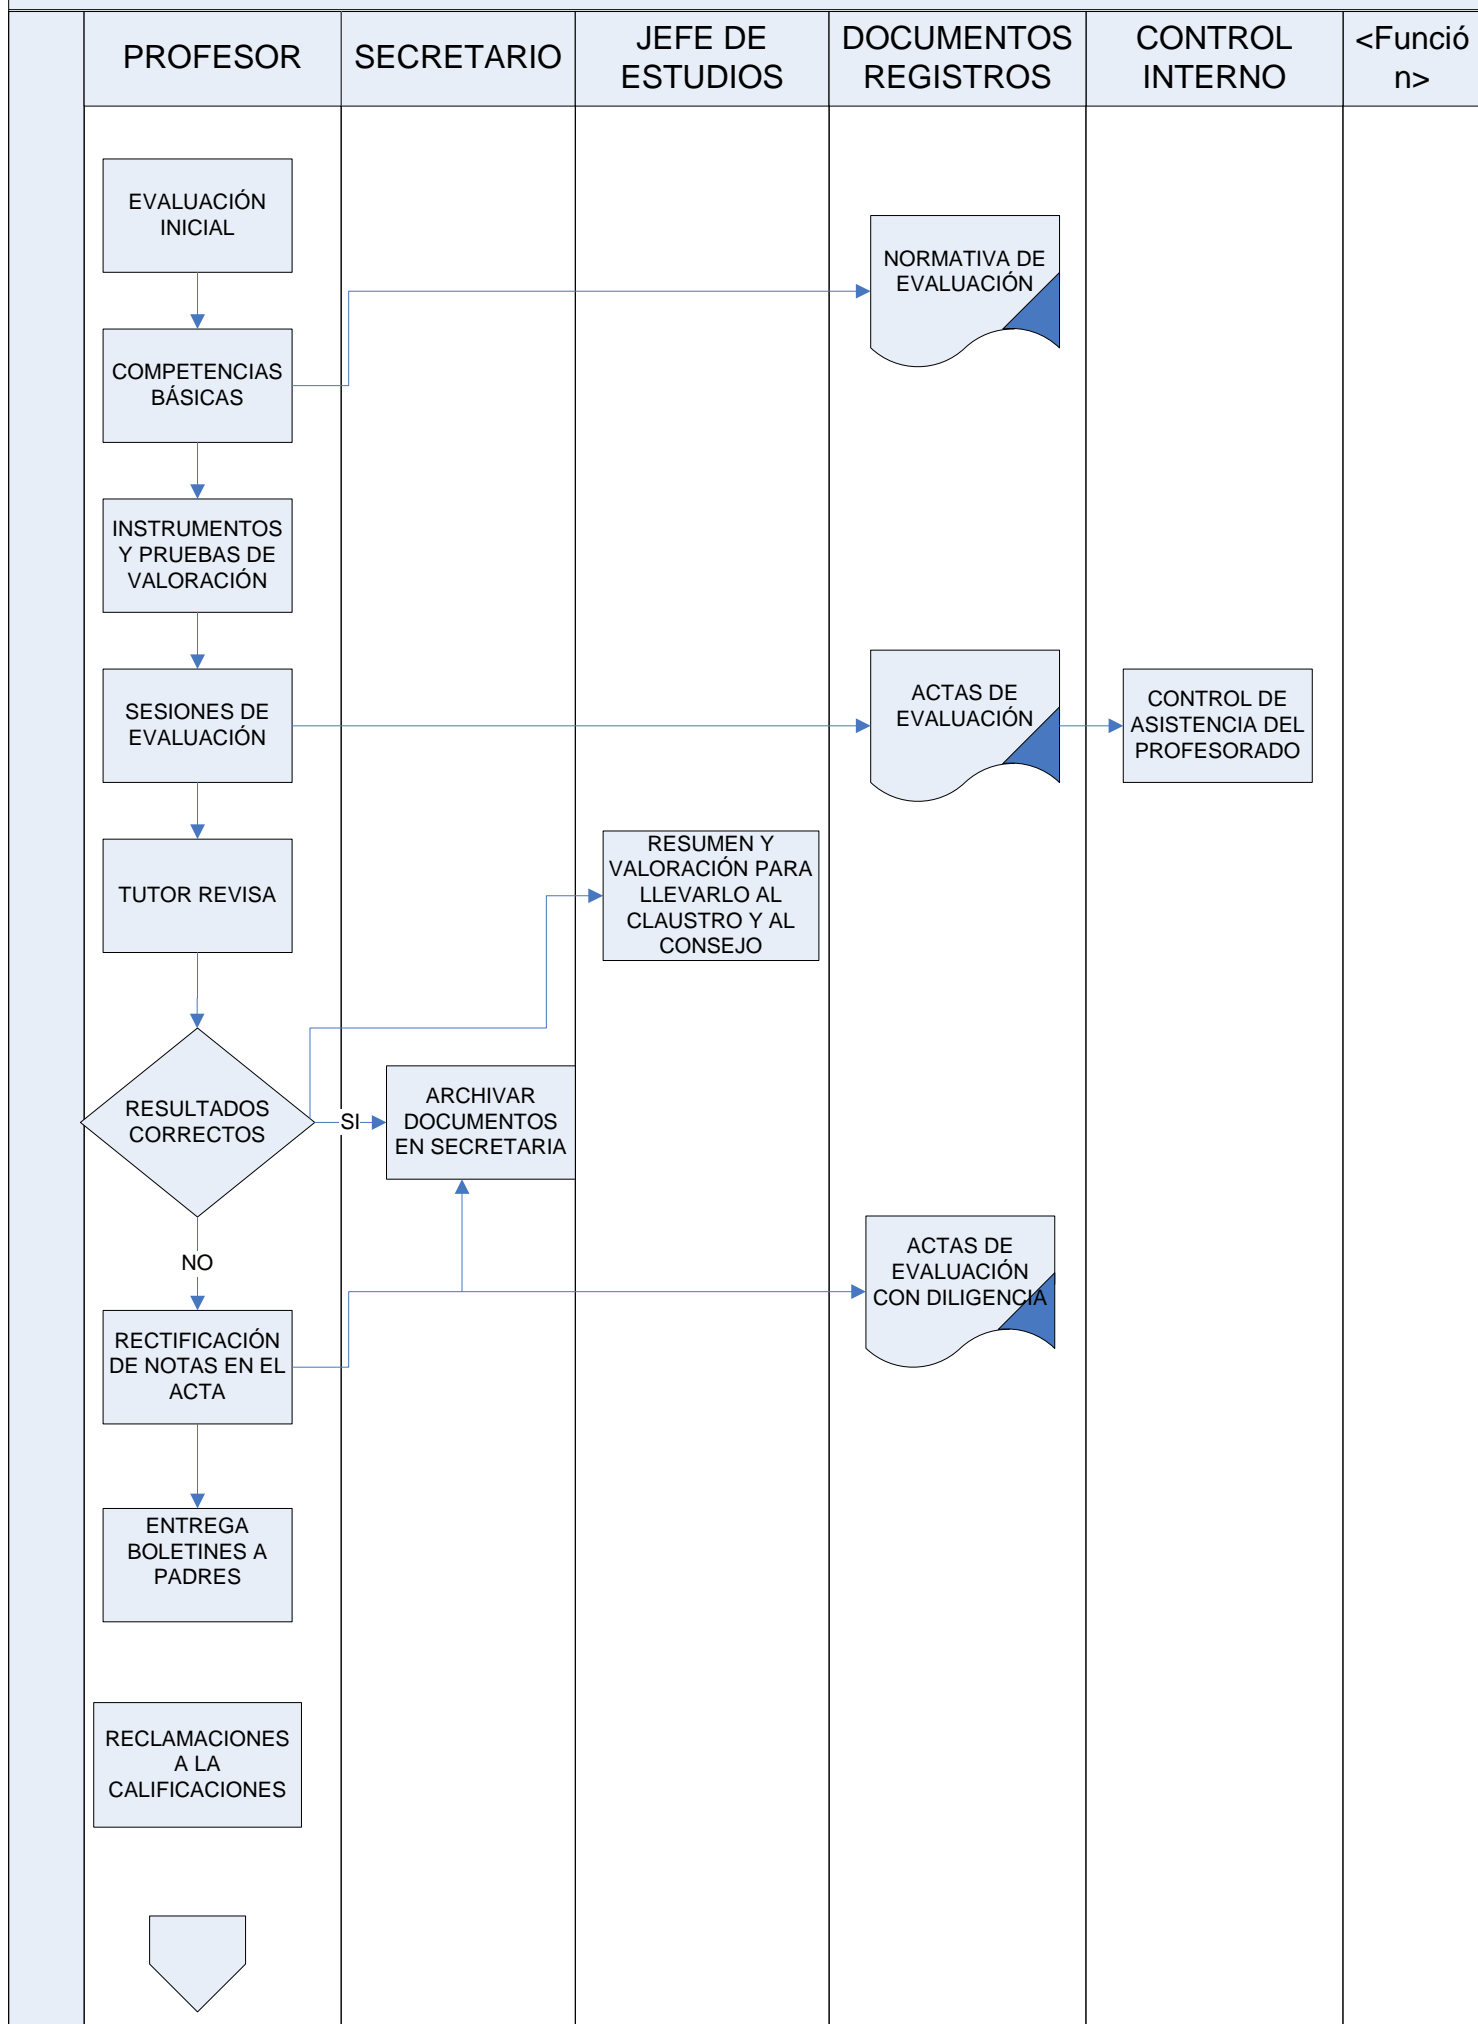 PROFESOR
SECRETARIO
JEFE DE
ESTUDIOS
DOCUMENTOS
REGISTROS
CONTROL
INTERNO
<Funció
n>
EVALUACIÓN
INICIAL
NORMATIVA DE
EVALUACIÓN
COMPETENCIAS
BÁSICAS
INSTRUMENTOS
Y PRUEBAS DE
VALORACIÓN
SESIONES DE
EVALUACIÓN
ACTAS DE
EVALUACIÓN
CONTROL DE
ASISTENCIA DEL
PROFESORADO
TUTOR REVISA
RESUMEN Y
VALORACIÓN PARA
LLEVARLO AL
CLAUSTRO Y AL
CONSEJO
RESULTADOS
CORRECTOS
SI
ARCHIVAR
DOCUMENTOS
EN SECRETARIA
NO
ACTAS DE
EVALUACIÓN
CON DILIGENCIA
RECTIFICACIÓN
DE NOTAS EN EL
ACTA
ENTREGA
BOLETINES A
PADRES
RECLAMACIONES
A LA
CALIFICACIONES